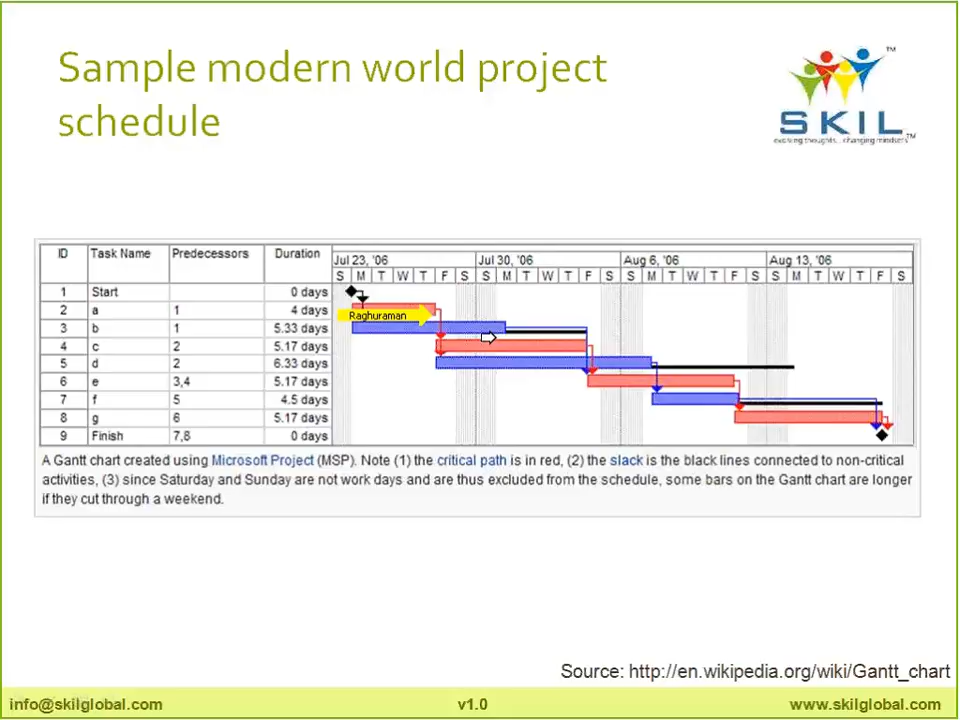 Sample modern world project
schedule
TM
SKIL TM
evolving thoughts... changing mindsets
ID Task Name Predecessors Duration Jul 23, '06 Jul 30, '06 Aug 6, '06 Aug 13, '06
S M T W T F S S M T W T F S S M T W T F S S M T W T F S
1 Start 0 days
2 a 1 4 days
Raghuraman
3 b 1 5.33 days
4 c 2 5.17 days
5 d 2 6.33 days
6 e 3,4 5.17 days
7 f 5 4.5 days
8 g 6 5.17 days
9 Finish 7,8 0 days
A Gantt chart created using Microsoft Project (MSP). Note (1) the critical path is in red, (2) the slack is the black lines connected to non-critical
activities, (3) since Saturday and Sunday are not work days and are thus excluded from the schedule, some bars on the Gantt chart are longer
if they cut through a weekend.
Source: http://en.wikipedia.org/wiki/Gantt_chart
info@skilglobal.com v1.0 www.skilglobal.com